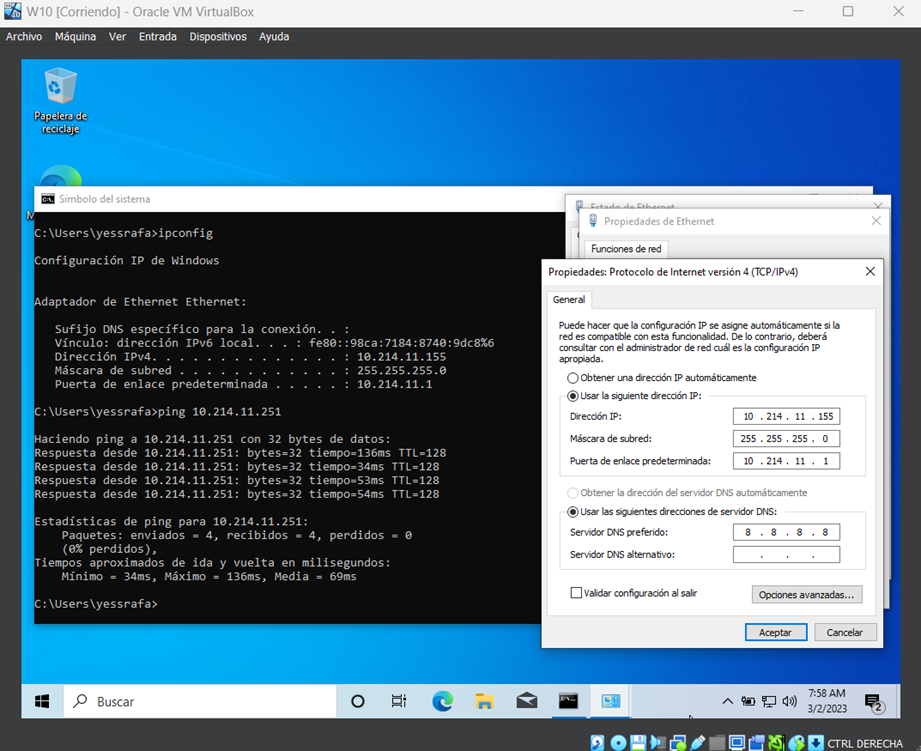 W10 [Corriendo] - Oracle VM VirtualBox
Archivo Máquina Ver Entrada Dispositivos Ayuda
Papelera de
reciclaje
Símbolo del sistema
C:\Users\yessrafa>ipconfig
Configuración IP de Windows
Adaptador de Ethernet Ethernet:
Sufijo DNS específico para la conexión. . :
Vínculo: dirección IPv6 local. . . : fe80::98ca:7184:8740:9dc8%6
Dirección IPv4. . . . . . . . . . . . . . : 10.214.11.155
Máscara de subred . . . . . . . . . . . . : 255.255.255.0
Puerta de enlace predeterminada . . . . . : 10.214.11.1
C:\Users\yessrafa>ping 10.214.11.251
Haciendo ping a 10.214.11.251 con 32 bytes de datos:
Respuesta desde 10.214.11.251: bytes=32 tiempo=136ms TTL=128
Respuesta desde 10.214.11.251: bytes=32 tiempo=34ms TTL=128
Respuesta desde 10.214.11.251: bytes=32 tiempo=53ms TTL=128
Respuesta desde 10.214.11.251: bytes=32 tiempo=54ms TTL=128
Estadísticas de ping para 10.214.11.251:
Paquetes: enviados = 4, recibidos = 4, perdidos = 0
(0% perdidos),
Tiempos aproximados de ida y vuelta en milisegundos:
Mínimo = 34ms, Máximo = 136ms, Media = 69ms
C:\Users\yessrafa>
Estado de Ethernet
Propiedades de Ethernet
Funciones de red
Propiedades: Protocolo de Internet versión 4 (TCP/IPv4)
General
Puede hacer que la configuración IP se asigne automáticamente si la
red es compatible con esta funcionalidad. De lo contrario, deberá
consultar con el administrador de red cuál es la configuración IP
apropiada.
Obtener una dirección IP automáticamente
Usar la siguiente dirección IP:
Dirección IP: 10 . 214 . 11 . 155
Máscara de subred: 255 . 255 . 255 . 0
Puerta de enlace predeterminada: 10 . 214 . 11 . 1
Obtener la dirección del servidor DNS automáticamente
Usar las siguientes direcciones de servidor DNS:
Servidor DNS preferido: 8 . 8 . 8 . 8
Servidor DNS alternativo: . . .
Validar configuración al salir
Opciones avanzadas...
Aceptar Cancelar
Buscar
7:58 AM
3/2/2023
2
CTRL DERECHA